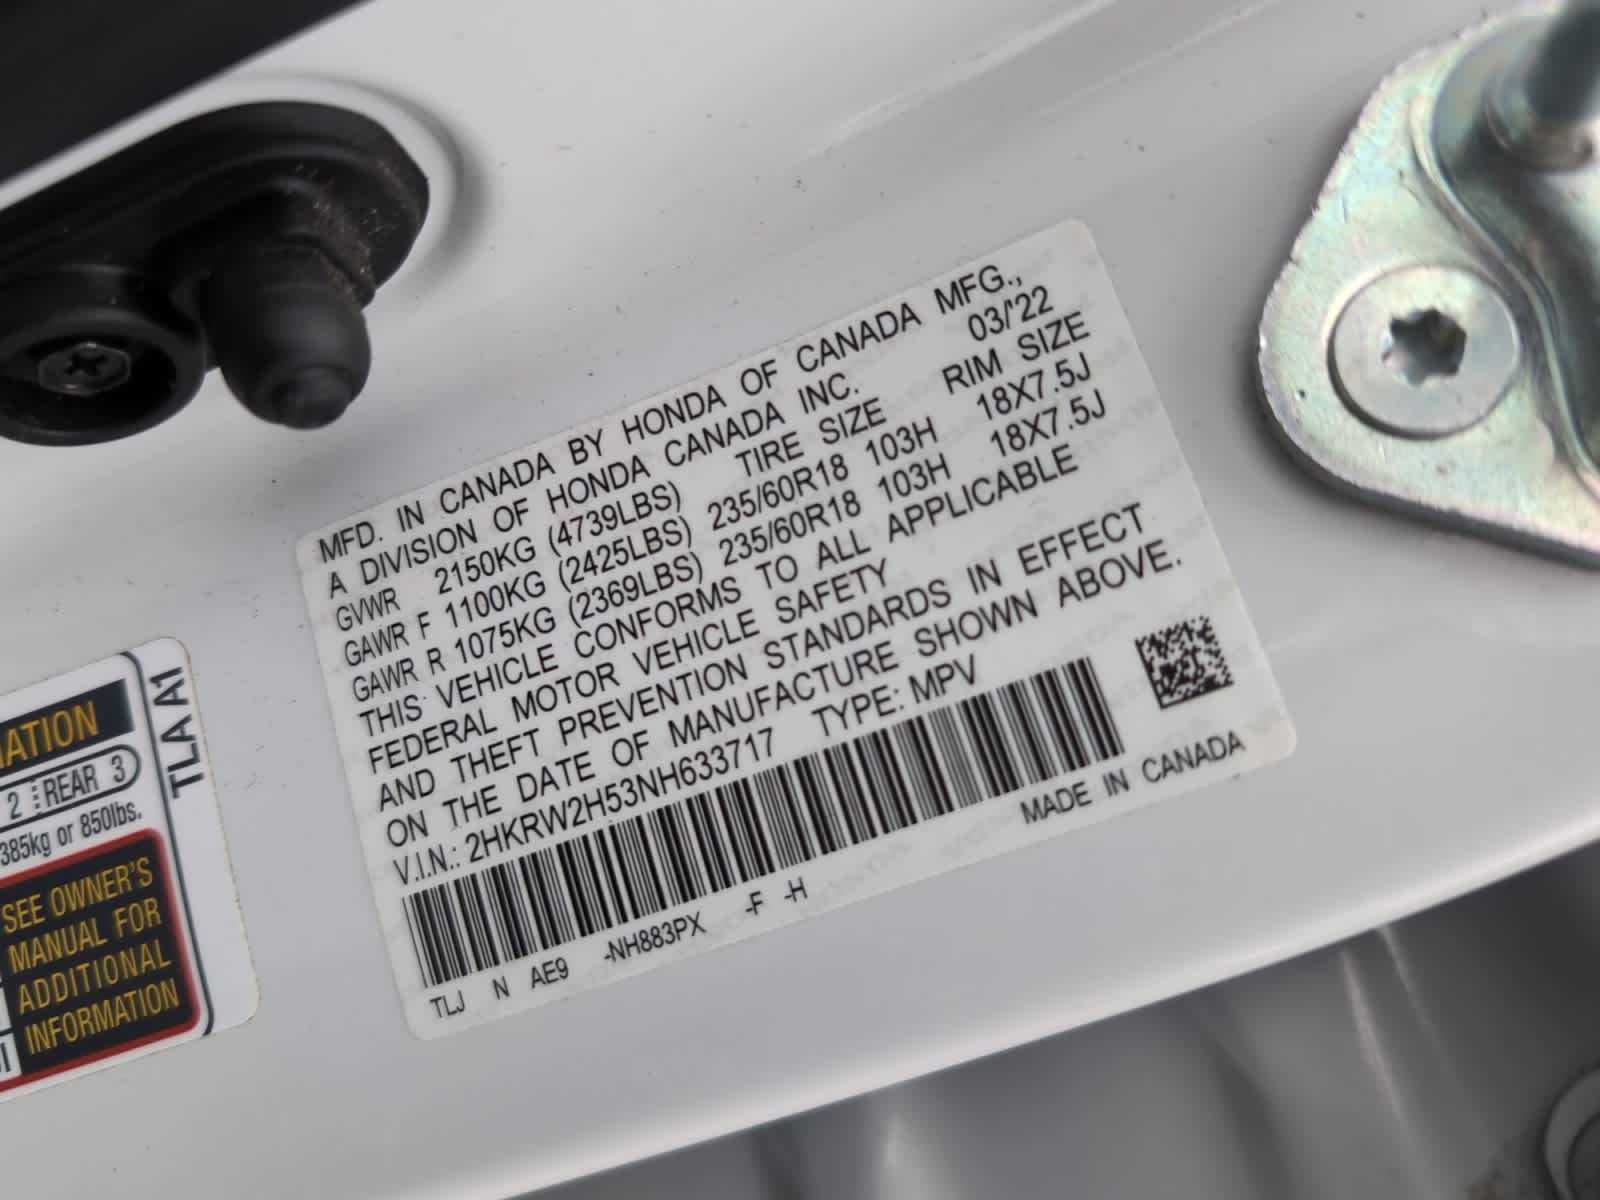 MFD. IN CANADA BY HONDA OF CANADA MFG.,
A DIVISION OF HONDA CANADA INC. 03/'22
GVWR 2150KG (4739LBS) TIRE SIZE RIM SIZE
GAWR F 1100KG (2425LBS) 235/60R18 103H 18X7.5J
GAWR R 1075KG (2369LBS) 235/60R18 103H 18X7.5J
THIS VEHICLE CONFORMS TO ALL APPLICABLE
FEDERAL MOTOR VEHICLE SAFETY
AND THEFT PREVENTION STANDARDS IN EFFECT
ON THE DATE OF MANUFACTURE SHOWN ABOVE.
V.I.N.: 2HKRW2H53NH633717 TYPE: MPV
MADE IN CANADA
TLJ N AE9 -NH883PX -F -H
TLA A1
2 REAR 3
385kg or 850lbs.
SEE OWNER'S
MANUAL FOR
ADDITIONAL
INFORMATION